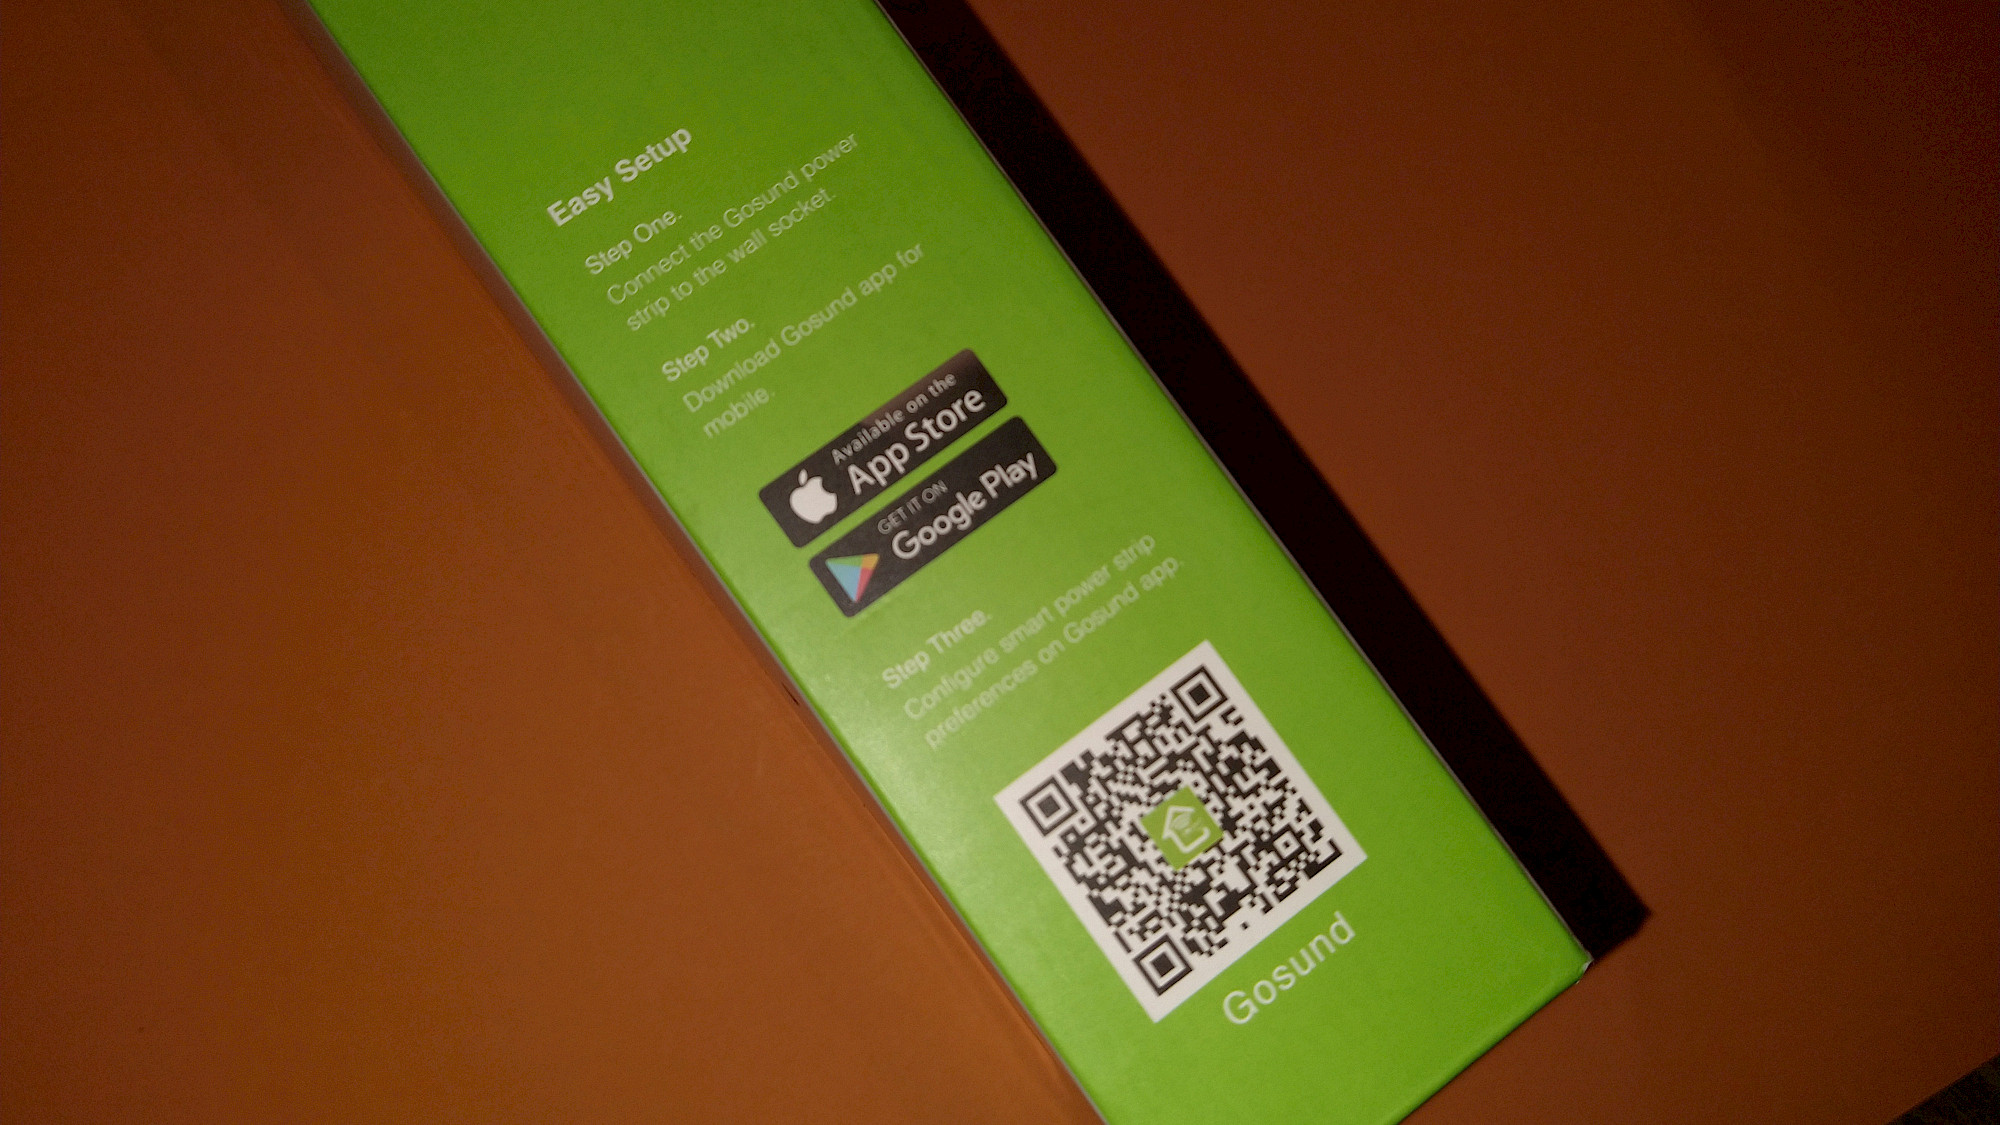 Easy Setup
Step One.
Connect the Gosund power
strip to the wall socket.
Step Two.
Download Gosund app for
mobile.
Available on the
App Store
GET IT ON
Google Play
Step Three.
Configure smart power strip
preferences on Gosund app.
Gosund